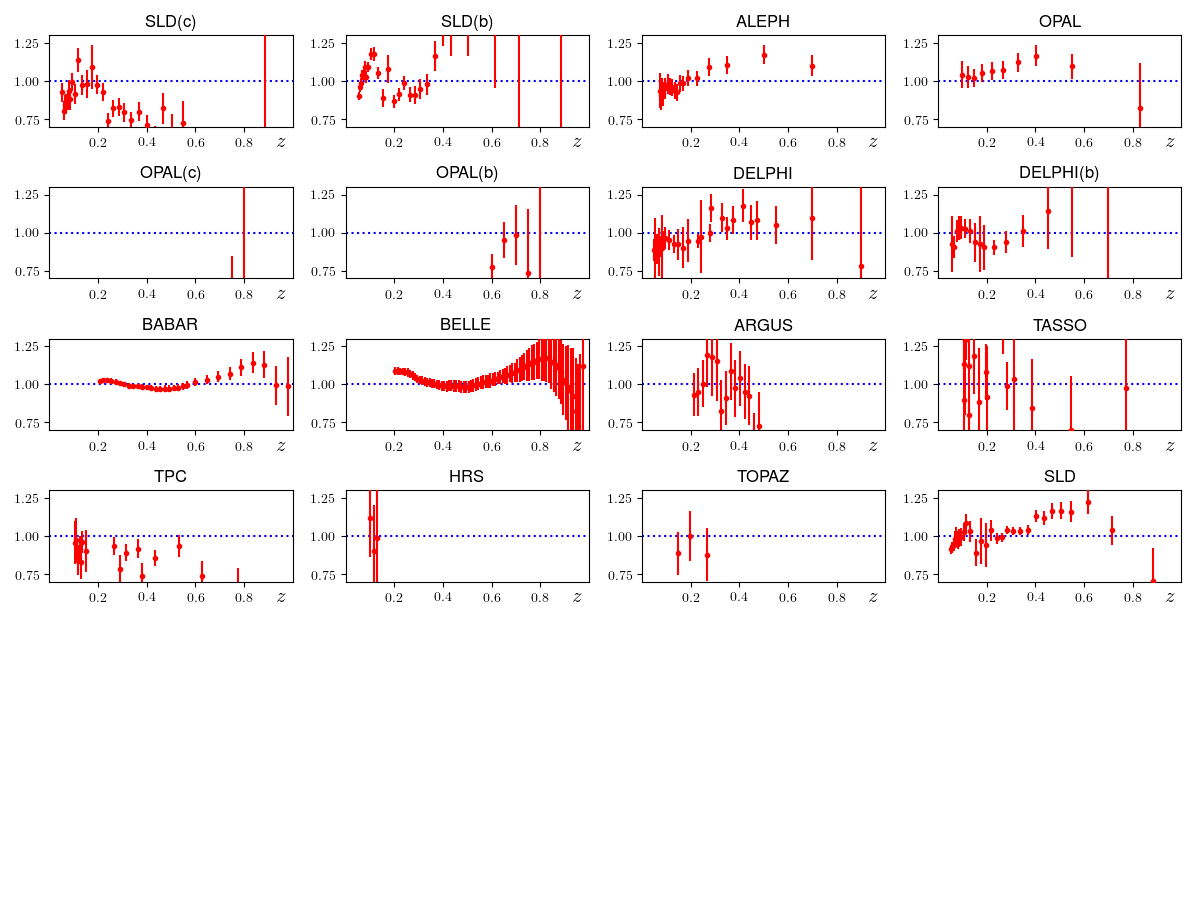 SLD(c) SLD(b) ALEPH OPAL
1.25 1.25 1.25 1.25
1.00 1.00 1.00 1.00
0.75 0.75 0.75 0.75
0.2 0.4 0.6 0.8 z 0.2 0.4 0.6 0.8 z 0.2 0.4 0.6 0.8 z 0.2 0.4 0.6 0.8 z
OPAL(c) OPAL(b) DELPHI DELPHI(b)
1.25 1.25 1.25 1.25
1.00 1.00 1.00 1.00
0.75 0.75 0.75 0.75
0.2 0.4 0.6 0.8 z 0.2 0.4 0.6 0.8 z 0.2 0.4 0.6 0.8 z 0.2 0.4 0.6 0.8 z
BABAR BELLE ARGUS TASSO
1.25 1.25 1.25 1.25
1.00 1.00 1.00 1.00
0.75 0.75 0.75 0.75
0.2 0.4 0.6 0.8 z 0.2 0.4 0.6 0.8 z 0.2 0.4 0.6 0.8 z 0.2 0.4 0.6 0.8 z
TPC HRS TOPAZ SLD
1.25 1.25 1.25 1.25
1.00 1.00 1.00 1.00
0.75 0.75 0.75 0.75
0.2 0.4 0.6 0.8 z 0.2 0.4 0.6 0.8 z 0.2 0.4 0.6 0.8 z 0.2 0.4 0.6 0.8 z